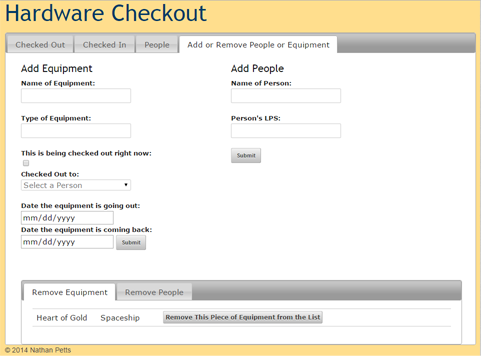 Hardware Checkout
Checked Out Checked In People Add or Remove People or Equipment
Add Equipment Add People
Name of Equipment: Name of Person:
Type of Equipment: Person's LPS:
This is being checked out right now: Submit
Checked Out to:
Select a Person
Date the equipment is going out:
mm/dd/yyyy
Date the equipment is coming back:
mm/dd/yyyy Submit
Remove Equipment Remove People
Heart of Gold Spaceship Remove This Piece of Equipment from the List
© 2014 Nathan Petts